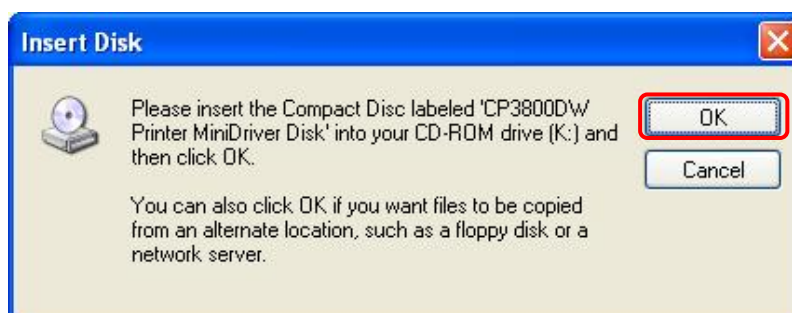 Insert Disk
Please insert the Compact Disc labeled 'CP3800DW
Printer MiniDriver Disk' into your CD-ROM drive (K:) and
then click OK.
You can also click OK if you want files to be copied
from an alternate location, such as a floppy disk or a
network server.
OK
Cancel